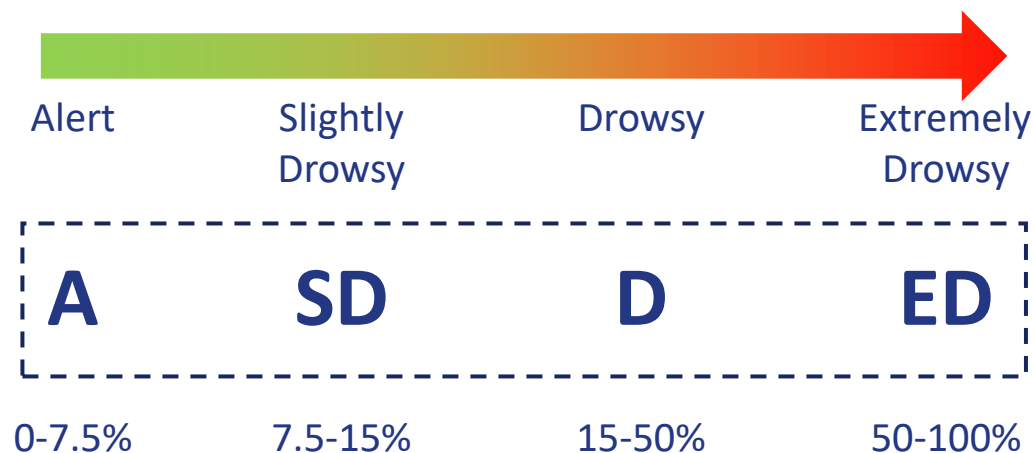 Alert Slightly Drowsy Drowsy Extremely Drowsy
A SD D ED
0-7.5% 7.5-15% 15-50% 50-100%